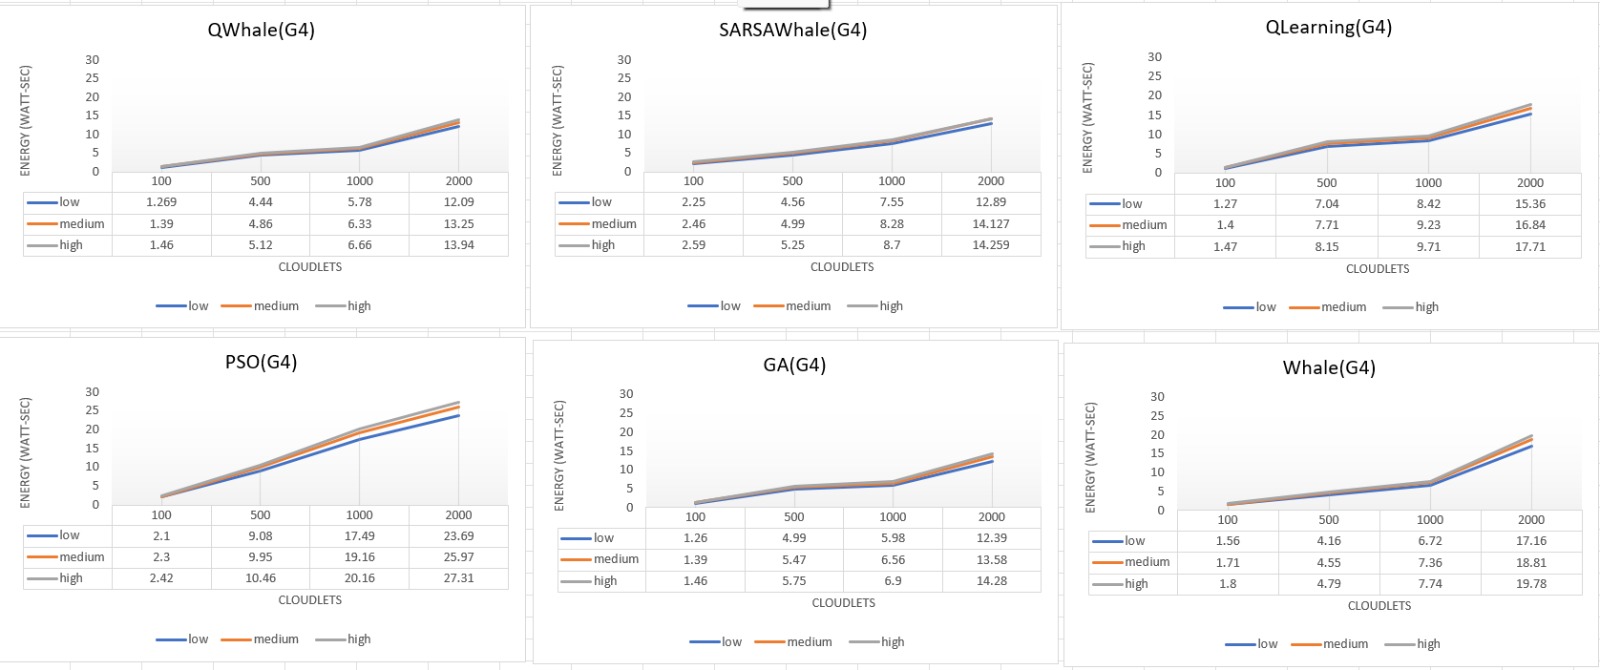 QWhale(G4)
ENERGY (WATT-SEC)
30
25
20
15
10
5
0
100 500 1000 2000
low 1.269 4.44 5.78 12.09
medium 1.39 4.86 6.33 13.25
high 1.46 5.12 6.66 13.94
CLOUDLETS
low medium high
SARSAWhale(G4)
ENERGY (WATT-SEC)
30
25
20
15
10
5
0
100 500 1000 2000
low 2.25 4.56 7.55 12.89
medium 2.46 4.99 8.28 14.127
high 2.59 5.25 8.7 14.259
CLOUDLETS
low medium high
QLearning(G4)
ENERGY (WATT-SEC)
30
25
20
15
10
5
0
100 500 1000 2000
low 1.27 7.04 8.42 15.36
medium 1.4 7.71 9.23 16.84
high 1.47 8.15 9.71 17.71
CLOUDLETS
low medium high
PSO(G4)
ENERGY (WATT-SEC)
30
25
20
15
10
5
0
100 500 1000 2000
low 2.1 9.08 17.49 23.69
medium 2.3 9.95 19.16 25.97
high 2.42 10.46 20.16 27.31
CLOUDLETS
low medium high
GA(G4)
ENERGY (WATT-SEC)
30
25
20
15
10
5
0
100 500 1000 2000
low 1.26 4.99 5.98 12.39
medium 1.39 5.47 6.56 13.58
high 1.46 5.75 6.9 14.28
CLOUDLETS
low medium high
Whale(G4)
ENERGY (WATT-SEC)
30
25
20
15
10
5
0
100 500 1000 2000
low 1.56 4.16 6.72 17.16
medium 1.71 4.55 7.36 18.81
high 1.8 4.79 7.74 19.78
CLOUDLETS
low medium high